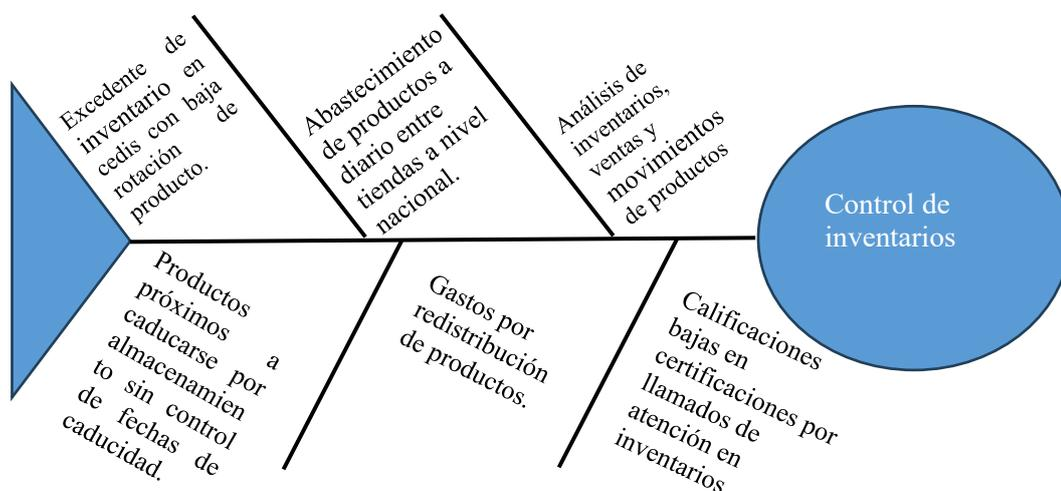 Excedente de
inventario en
cedis con baja
rotación de
producto.
Abastecimiento
de productos a
diario entre
tiendas a nivel
nacional.
Análisis de
inventarios,
ventas y
movimientos
de productos
Control de
inventarios
Productos
próximos a
caducarse por
almacenamien
to sin control
de fechas de
caducidad.
Gastos por
redistribución
de productos.
Calificaciones
bajas en
certificaciones por
llamados de
atención en
inventarios